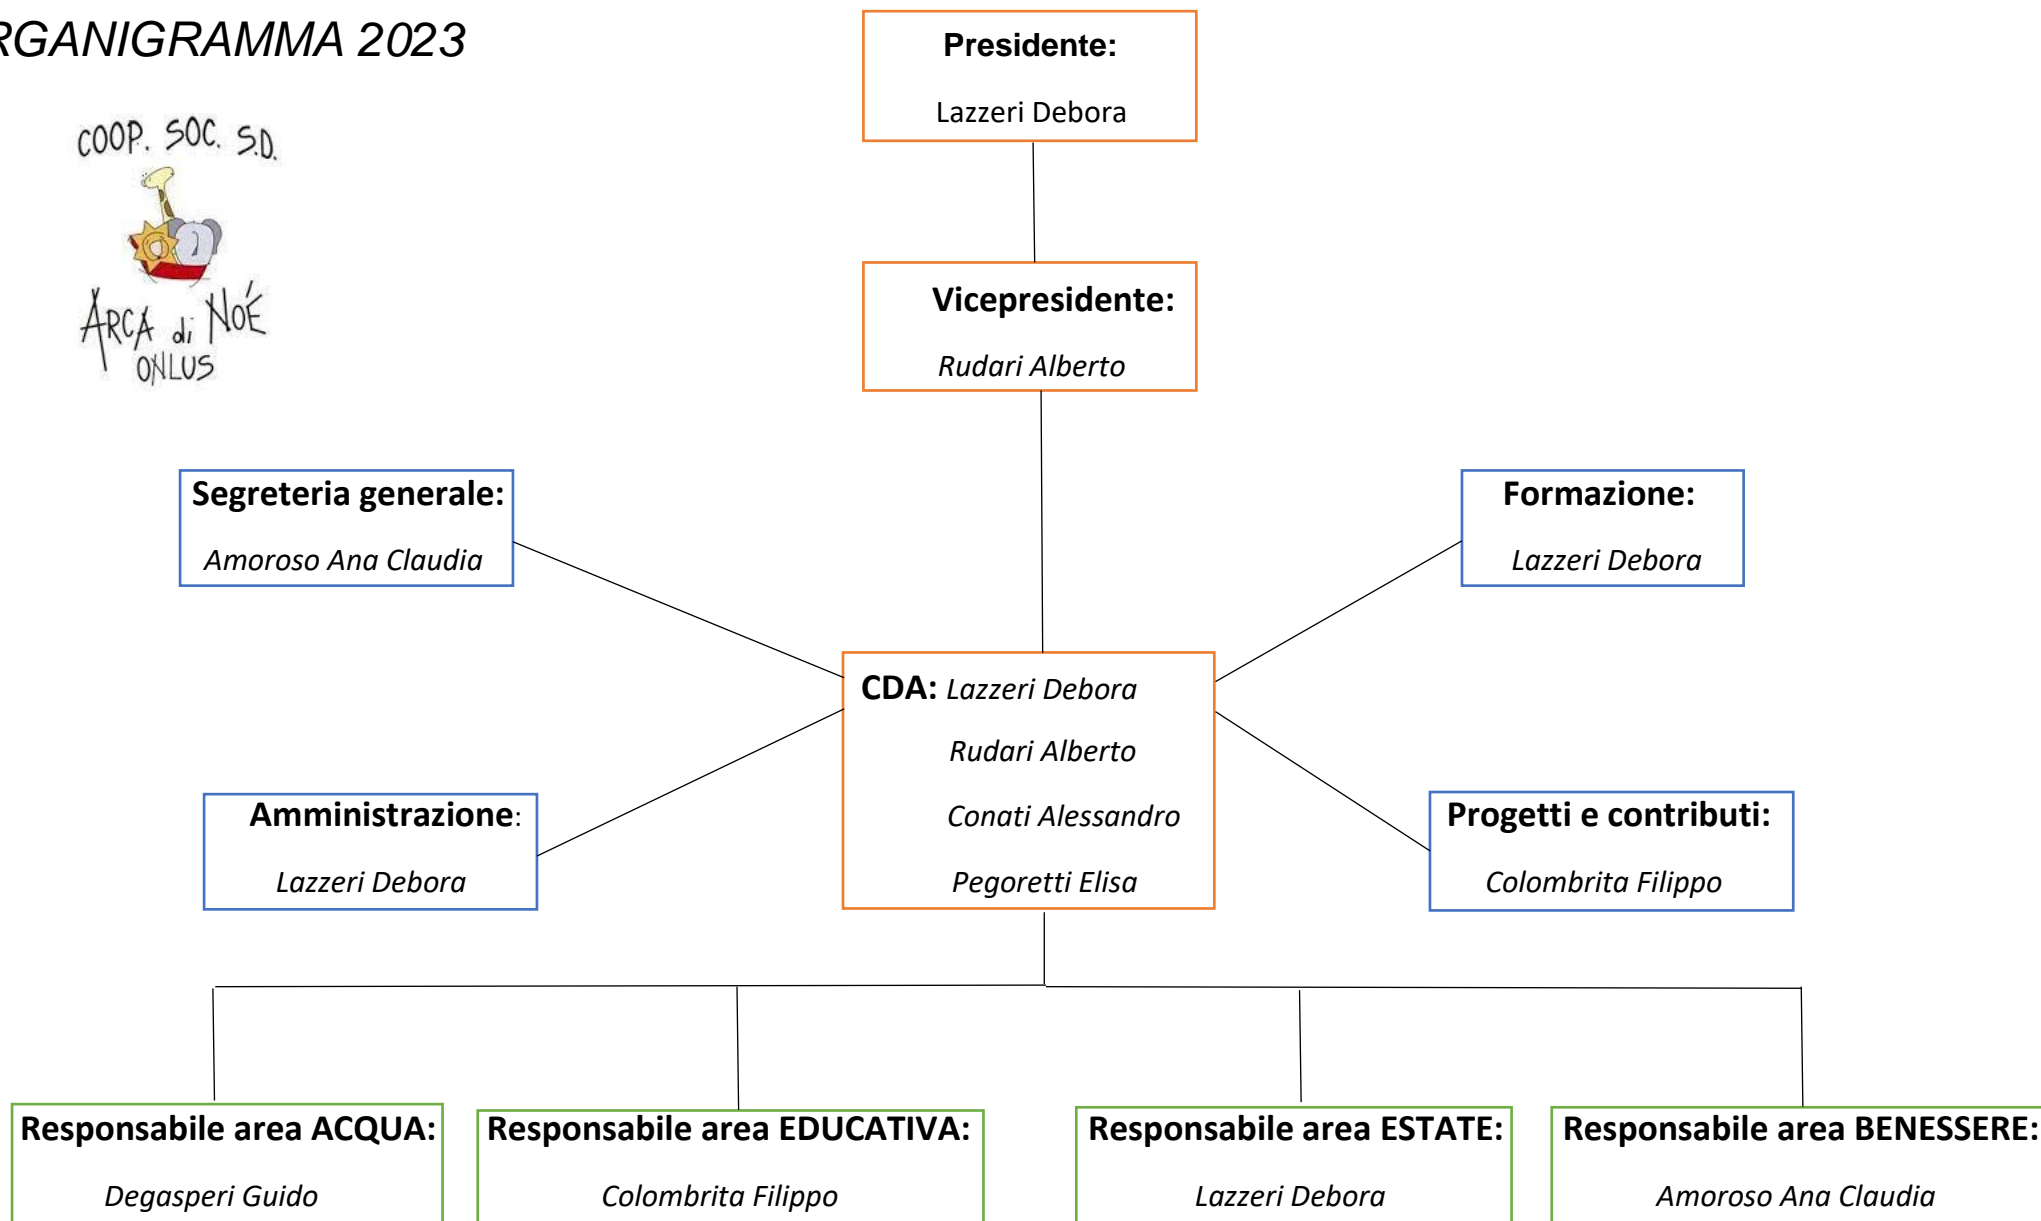 RGANIGRAMMA 2023
COOP. SOC. S.D.
ARCA di NOÉ
ONLUS
Presidente:
Lazzeri Debora
Vicepresidente:
Rudari Alberto
Segreteria generale:
Amoroso Ana Claudia
Formazione:
Lazzeri Debora
CDA: Lazzeri Debora
Rudari Alberto
Conati Alessandro
Pegoretti Elisa
Amministrazione:
Lazzeri Debora
Progetti e contributi:
Colombrita Filippo
Responsabile area ACQUA:
Degasperi Guido
Responsabile area EDUCATIVA:
Colombrita Filippo
Responsabile area ESTATE:
Lazzeri Debora
Responsabile area BENESSERE:
Amoroso Ana Claudia